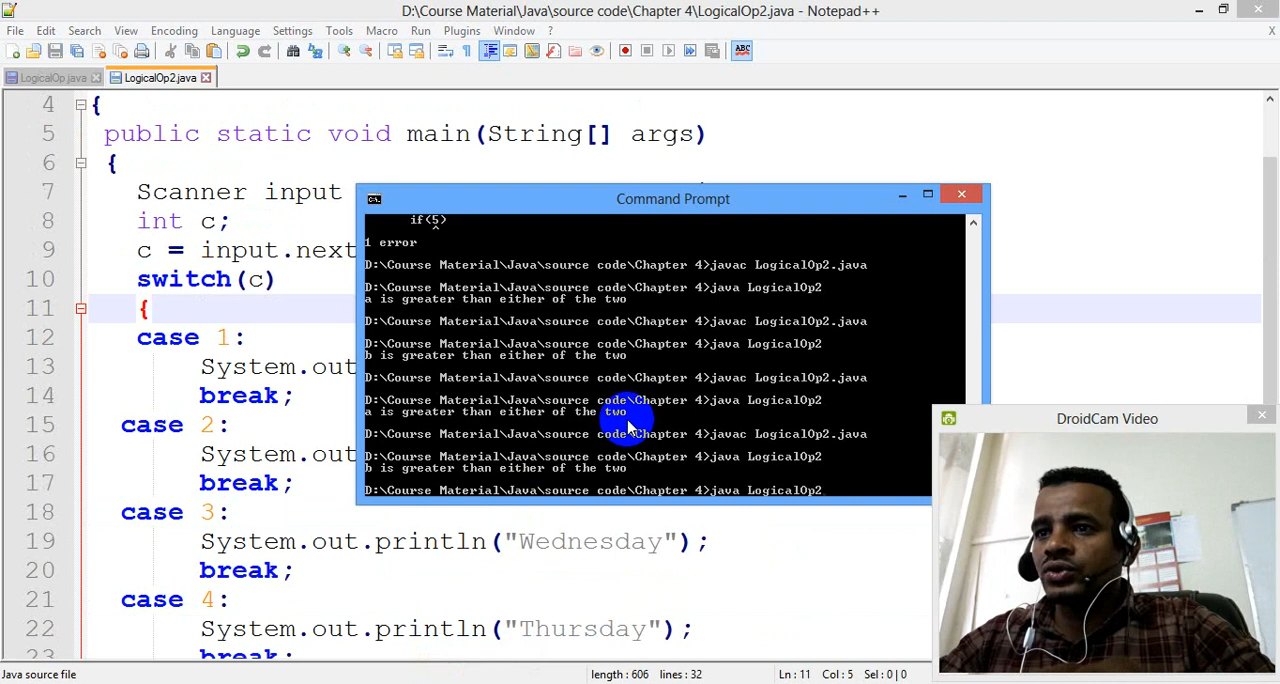 D:\Course Material\Java\source code\Chapter 4\LogicalOp2.java - Notepad++
File Edit Search View Encoding Language Settings Tools Macro Run Plugins Window ? X
ABC
LogicalOp.java LogicalOp2.java
4 {
5 public static void main(String[] args)
6 {
7 Scanner input
8 int c;
9 c = input.next
10 switch(c)
11 {
12 case 1:
13 System.out
14 break;
15 case 2:
16 System.out
17 break;
18 case 3:
19 System.out.println("Wednesday");
20 break;
21 case 4:
22 System.out.println("Thursday");
23 break;
Command Prompt
if(5)
^
1 error
D:\Course Material\Java\source code\Chapter 4>javac LogicalOp2.java
D:\Course Material\Java\source code\Chapter 4>java LogicalOp2
a is greater than either of the two
D:\Course Material\Java\source code\Chapter 4>javac LogicalOp2.java
D:\Course Material\Java\source code\Chapter 4>java LogicalOp2
b is greater than either of the two
D:\Course Material\Java\source code\Chapter 4>javac LogicalOp2.java
D:\Course Material\Java\source code\Chapter 4>java LogicalOp2
a is greater than either of the two
D:\Course Material\Java\source code\Chapter 4>javac LogicalOp2.java
D:\Course Material\Java\source code\Chapter 4>java LogicalOp2
b is greater than either of the two
D:\Course Material\Java\source code\Chapter 4>java LogicalOp2
DroidCam Video
Java source file length : 606 lines : 32 Ln : 11 Col : 5 Sel : 0 | 0